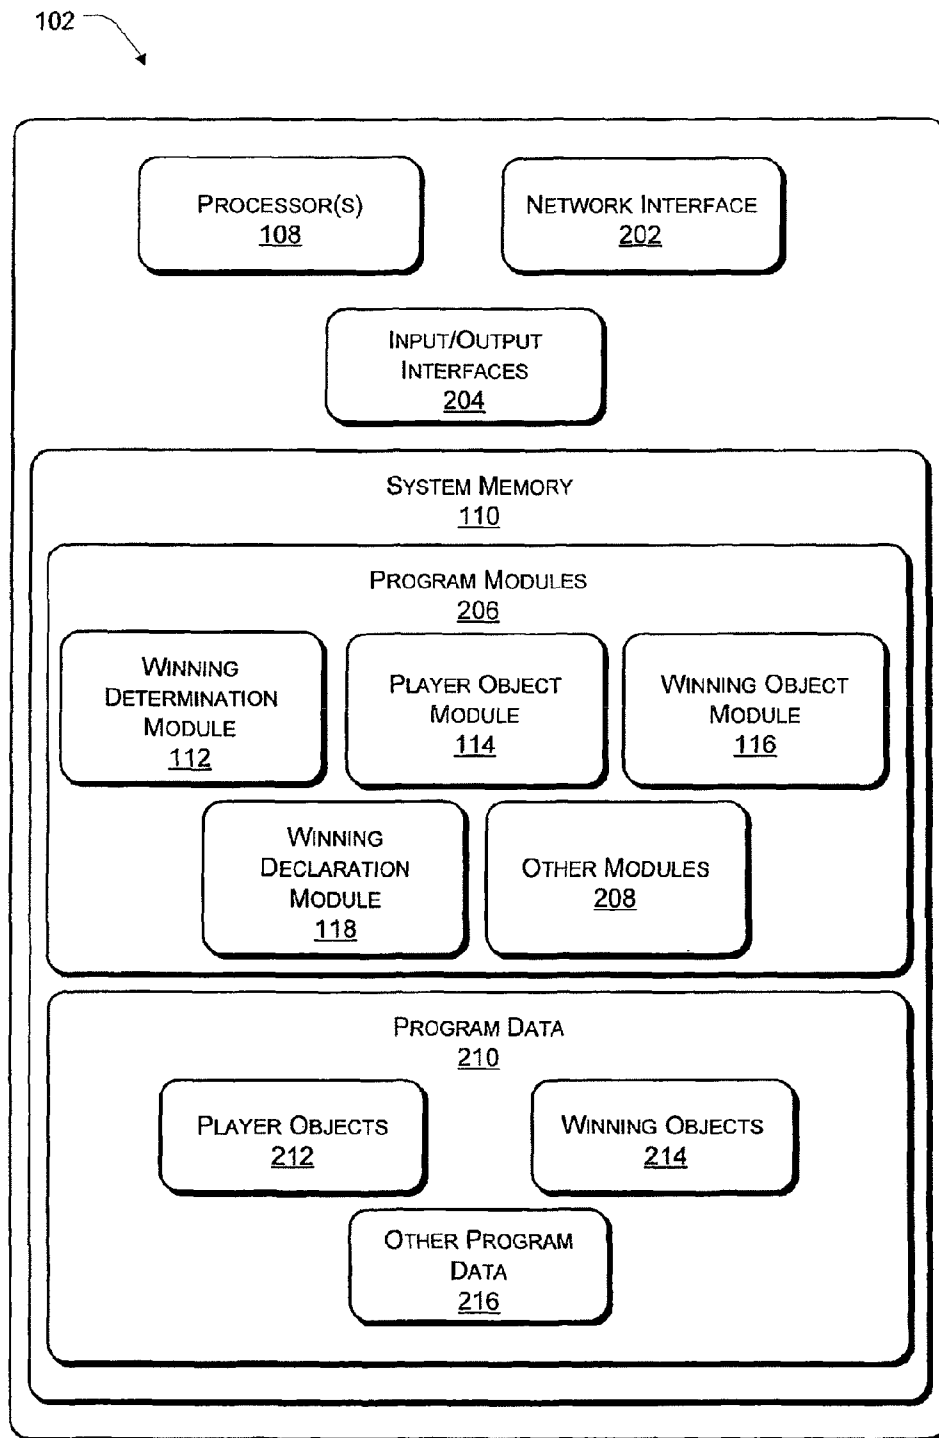 102
PROCESSOR(S)
108
NETWORK INTERFACE
202
INPUT/OUTPUT
INTERFACES
204
SYSTEM MEMORY
110
PROGRAM MODULES
206
WINNING
DETERMINATION
MODULE
112
PLAYER OBJECT
MODULE
114
WINNING OBJECT
MODULE
116
WINNING
DECLARATION
MODULE
118
OTHER MODULES
208
PROGRAM DATA
210
PLAYER OBJECTS
212
WINNING OBJECTS
214
OTHER PROGRAM
DATA
216